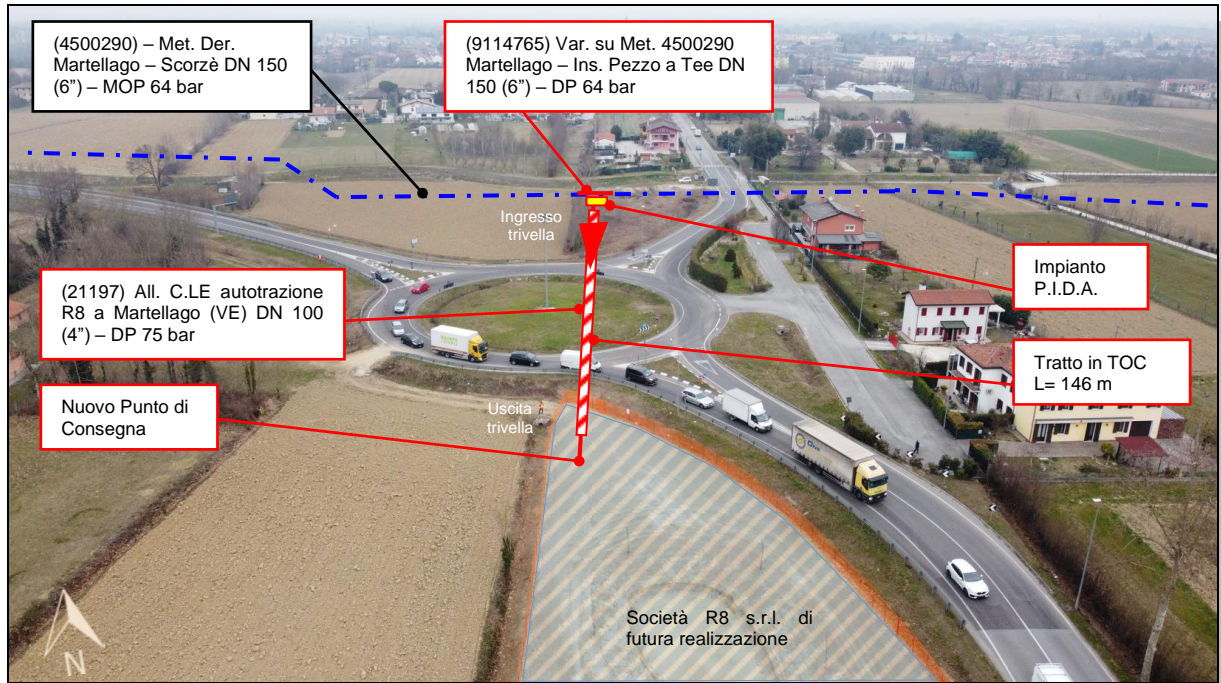 (4500290) – Met. Der.
Martellago – Scorzè DN 150
(6”) – MOP 64 bar
(9114765) Var. su Met. 4500290
Martellago – Ins. Pezzo a Tee DN
150 (6”) – DP 64 bar
Ingresso
trivella
Impianto
P.I.D.A.
(21197) All. C.LE autotrazione
R8 a Martellago (VE) DN 100
(4”) – DP 75 bar
Tratto in TOC
L= 146 m
Nuovo Punto di
Consegna
Uscita
trivella
Società R8 s.r.l. di
futura realizzazione
N